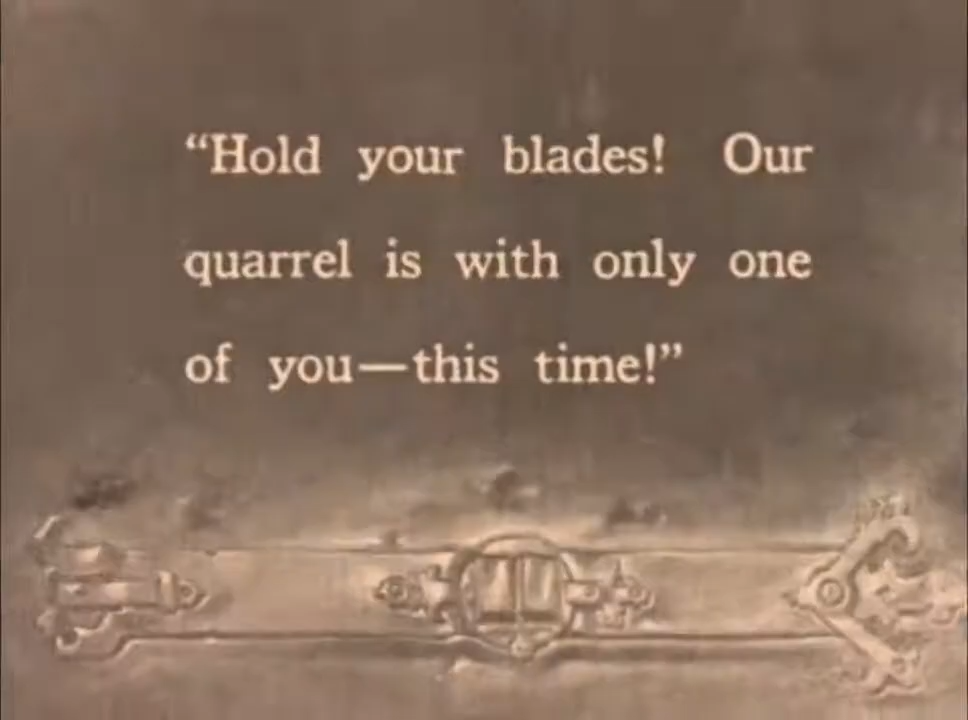 “Hold your blades! Our
quarrel is with only one
of you—this time!”